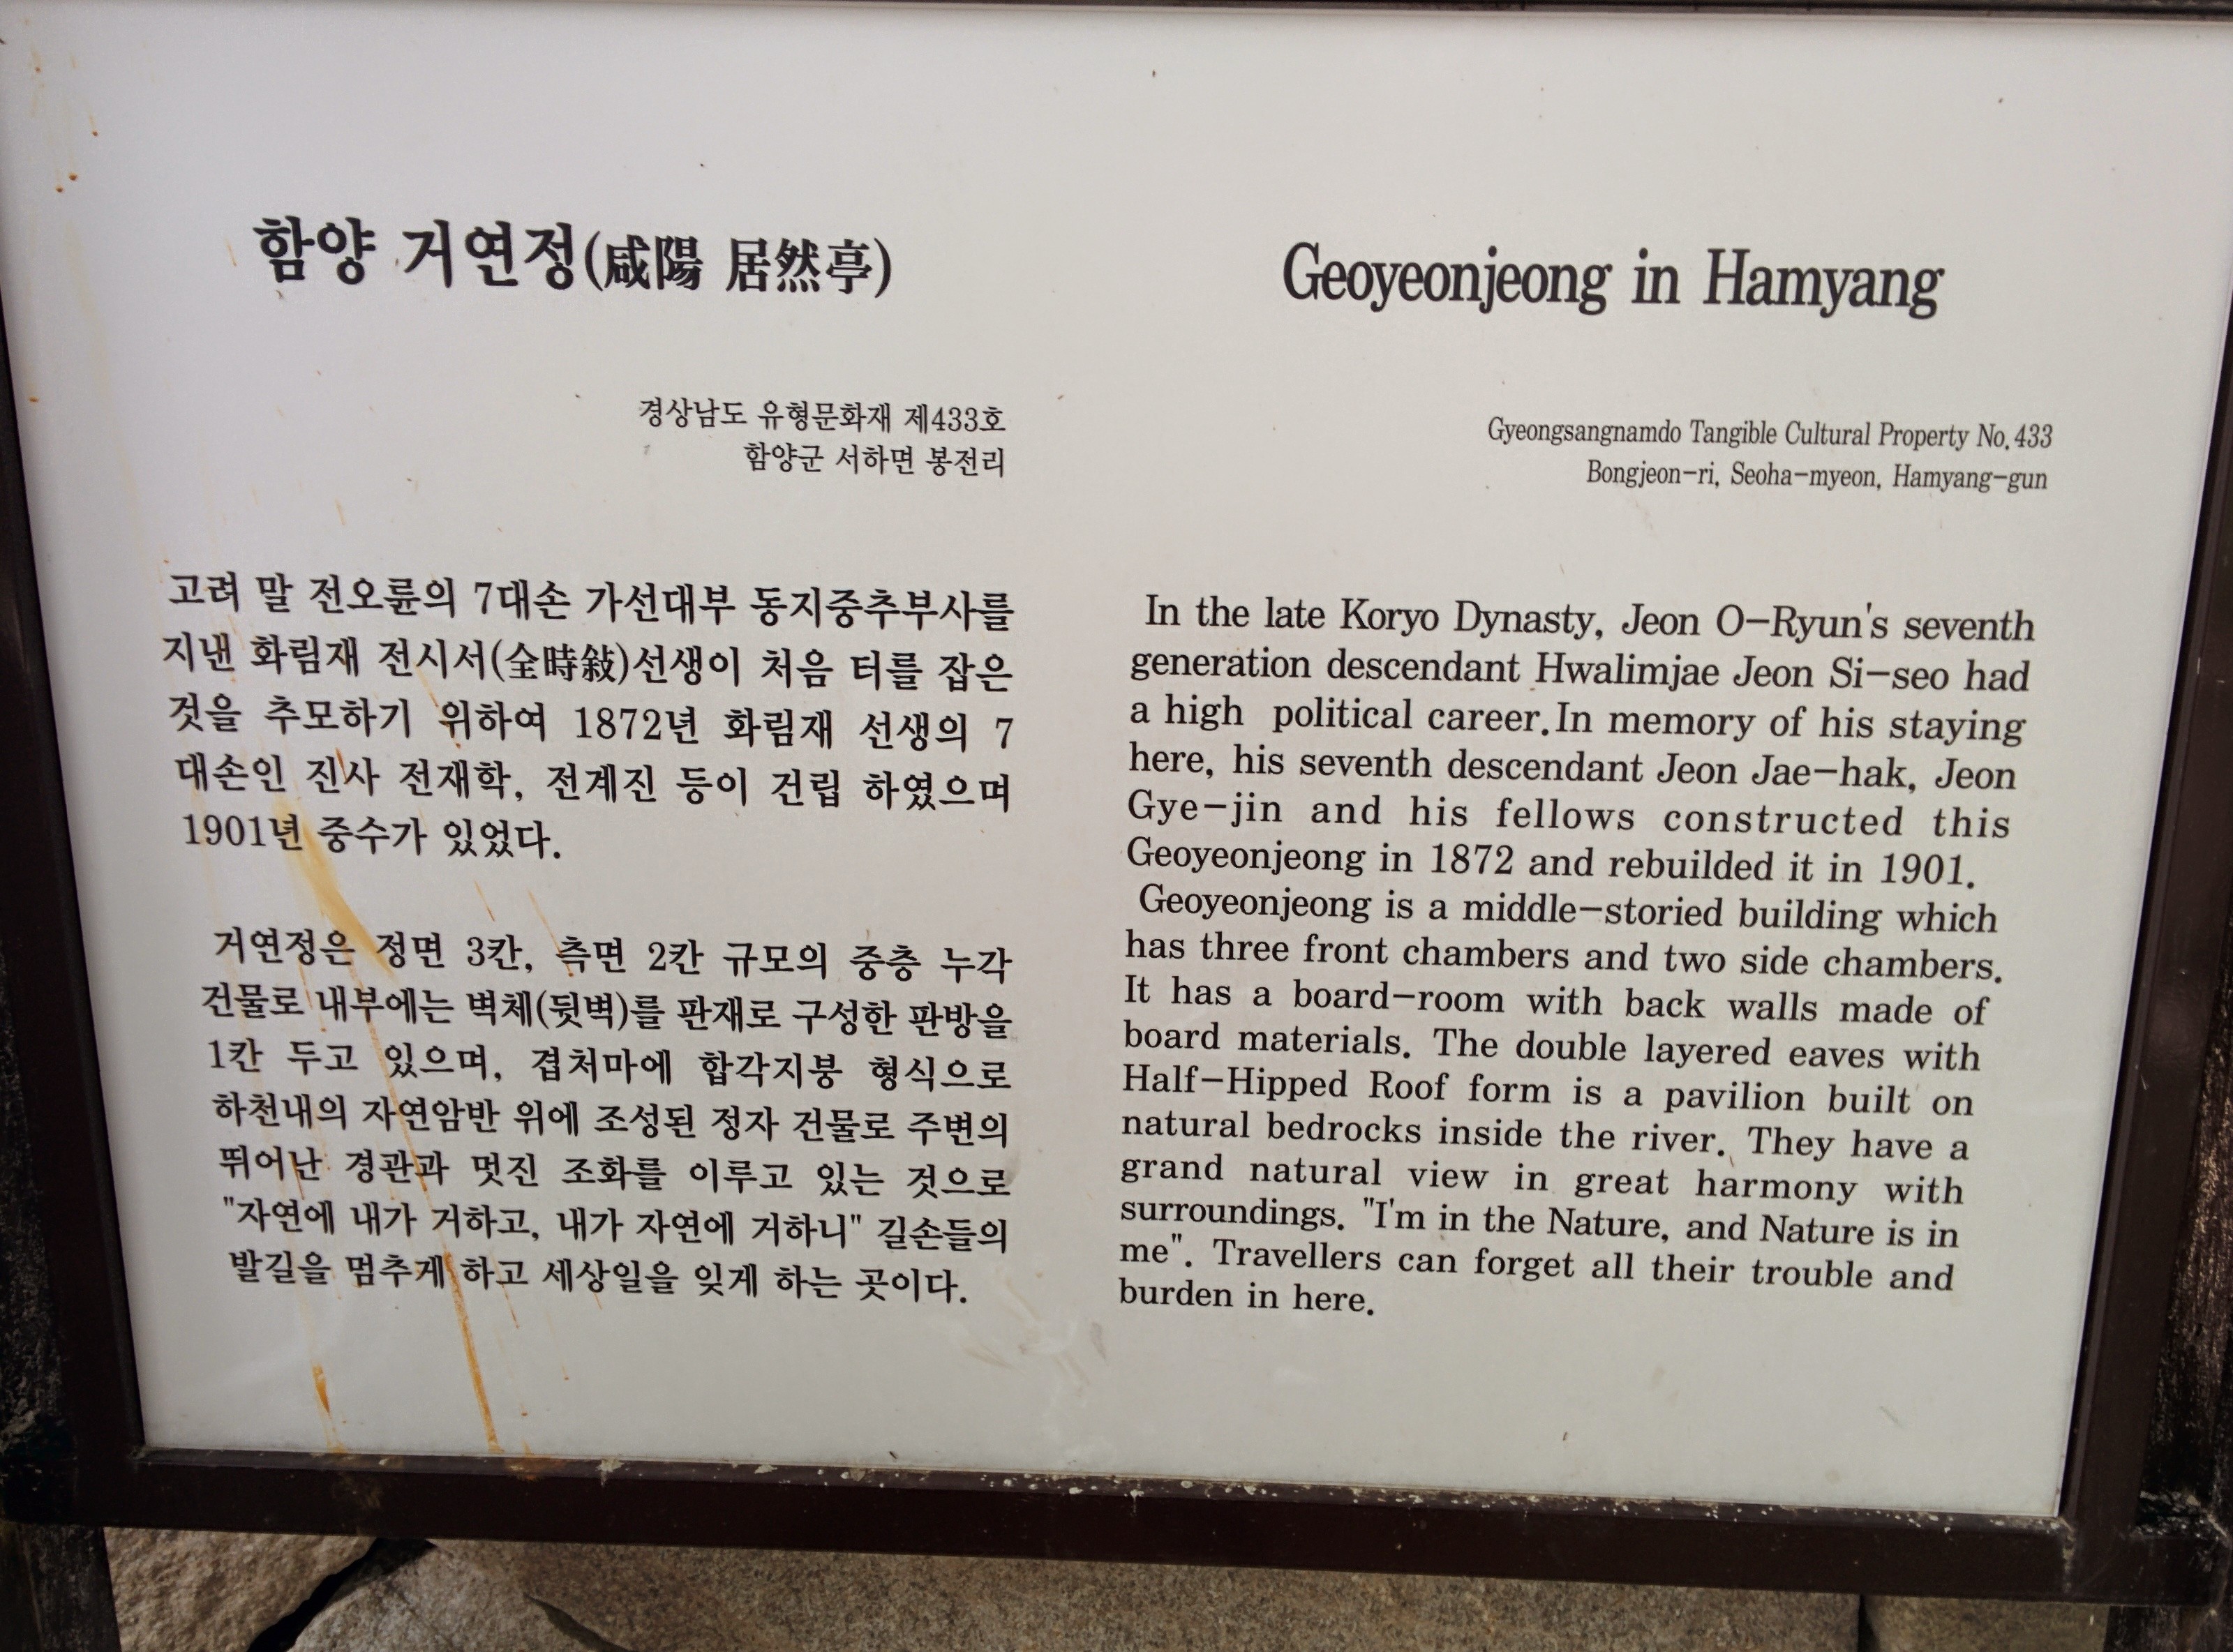 함양 거연정(咸陽 居然亭)
경상남도 유형문화재 제433호
함양군 서하면 봉전리
고려 말 전오륜의 7대손 가선대부 동지중추부사를
지낸 화림재 전시서(全時敍)선생이 처음 터를 잡은
것을 추모하기 위하여 1872년 화림재 선생의 7
대손인 진사 전재학, 전계진 등이 건립 하였으며
1901년 중수가 있었다.
거연정은 정면 3칸, 측면 2칸 규모의 중층 누각
건물로 내부에는 벽체(뒷벽)를 판재로 구성한 판방을
1칸 두고 있으며, 겹처마에 합각지붕 형식으로
하천내의 자연암반 위에 조성된 정자 건물로 주변의
뛰어난 경관과 멋진 조화를 이루고 있는 것으로
"자연에 내가 거하고, 내가 자연에 거하니" 길손들의
발길을 멈추게 하고 세상일을 잊게 하는 곳이다.
Geoyeonjeong in Hamyang
Gyeongsangnamdo Tangible Cultural Property No.433
Bongjeon-ri, Seoha-myeon, Hamyang-gun
In the late Koryo Dynasty, Jeon O-Ryun's seventh
generation descendant Hwalimjae Jeon Si-seo had
a high political career.In memory of his staying
here, his seventh descendant Jeon Jae-hak, Jeon
Gye-jin and his fellows constructed this
Geoyeonjeong in 1872 and rebuilded it in 1901.
Geoyeonjeong is a middle-storied building which
has three front chambers and two side chambers.
It has a board-room with back walls made of
board materials. The double layered eaves with
Half-Hipped Roof form is a pavilion built on
natural bedrocks inside the river. They have a
grand natural view in great harmony with
surroundings. "I'm in the Nature, and Nature is in
me". Travellers can forget all their trouble and
burden in here.